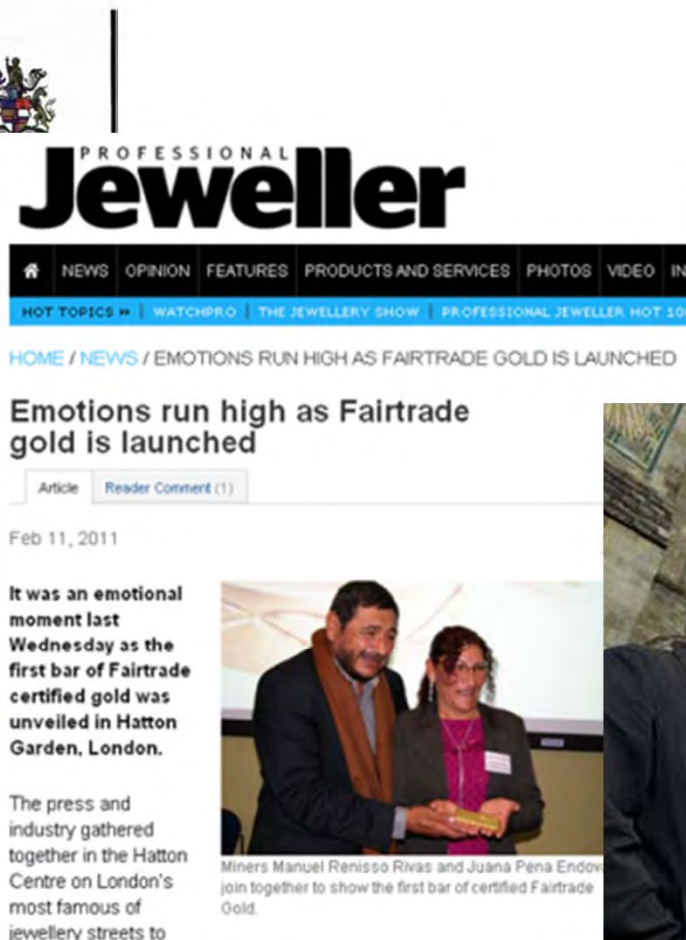 PROFESSIONAL
Jeweller
NEWS OPINION FEATURES PRODUCTS AND SERVICES PHOTOS VIDEO IN
HOT TOPICS » | WATCHPRO | THE JEWELLERY SHOW | PROFESSIONAL JEWELLER HOT 10
HOME / NEWS / EMOTIONS RUN HIGH AS FAIRTRADE GOLD IS LAUNCHED
Emotions run high as Fairtrade
gold is launched
Article Reader Comment (1)
Feb 11, 2011
It was an emotional
moment last
Wednesday as the
first bar of Fairtrade
certified gold was
unveiled in Hatton
Garden, London.
The press and
industry gathered
together in the Hatton
Centre on London's
most famous of
jewellery streets to
Miners Manuel Renisso Rivas and Juana Pena Endov
join together to show the first bar of certified Fairtrade
Gold.